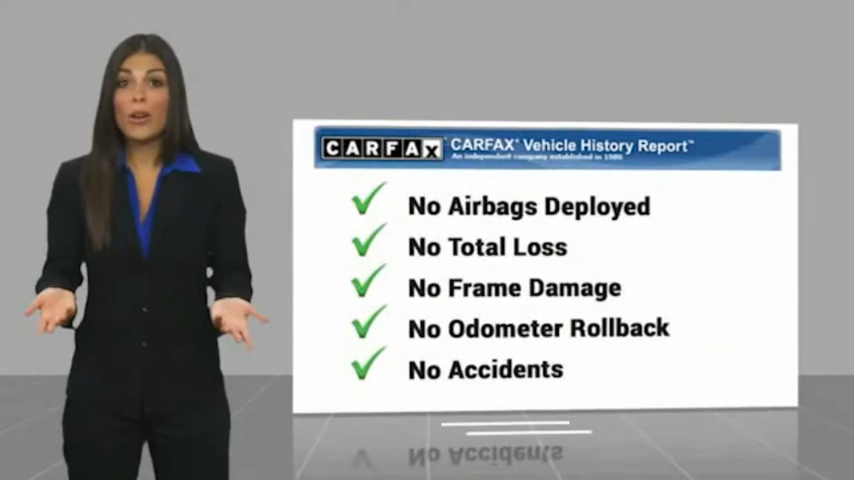 CARFAX CARFAX Vehicle History Report™
An independent company established in 1986
No Airbags Deployed
No Total Loss
No Frame Damage
No Odometer Rollback
No Accidents
No Accidents